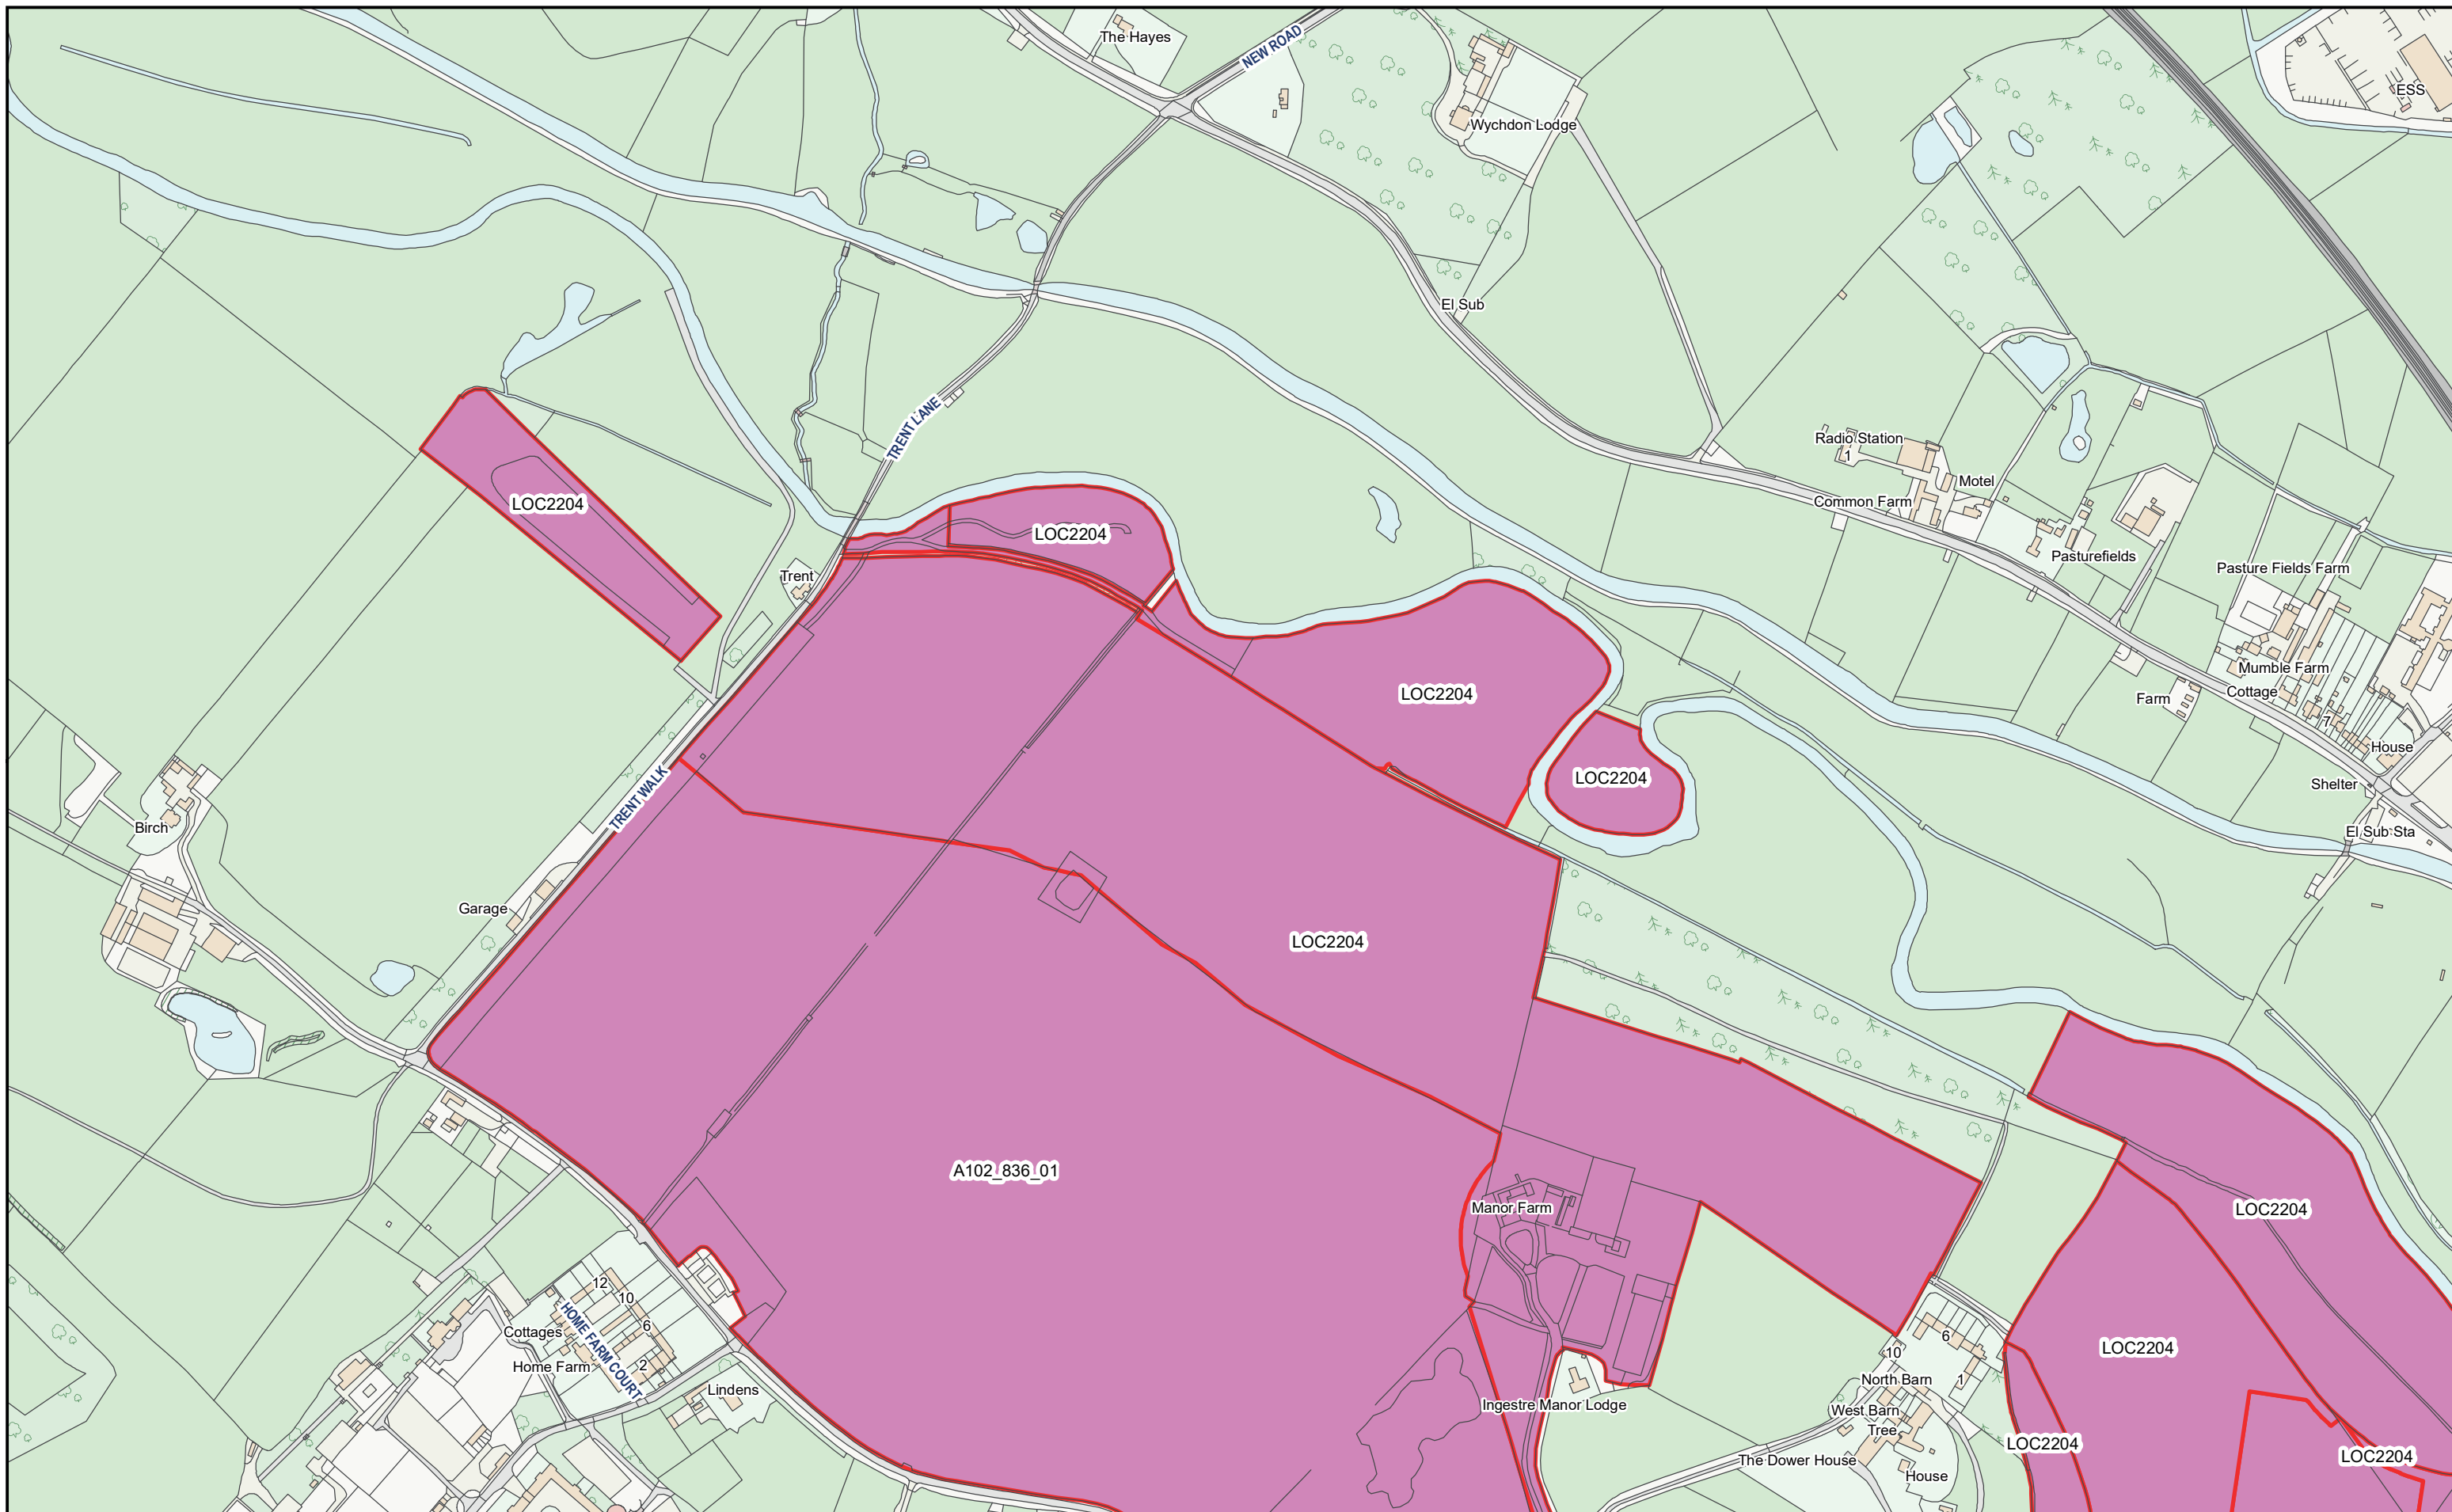 The Hayes
NEW ROAD
ESS
Wychdon Lodge
El Sub
TRENT LANE
Radio Station
1
Motel
Common Farm
LOC2204
LOC2204
Pasturefields
Pasture Fields Farm
Trent
Mumble Farm
LOC2204
Cottage
Farm
7
House
LOC2204
Shelter
TRENT WALK
Birch
El Sub Sta
Garage
LOC2204
A102_836_01
Manor Farm
LOC2204
12
10
6
2
HOME FARM COURT
Cottages
Home Farm
Lindens
6
10
LOC2204
North Barn
1
Ingestre Manor Lodge
West Barn
Tree
LOC2204
The Dower House
House
LOC2204